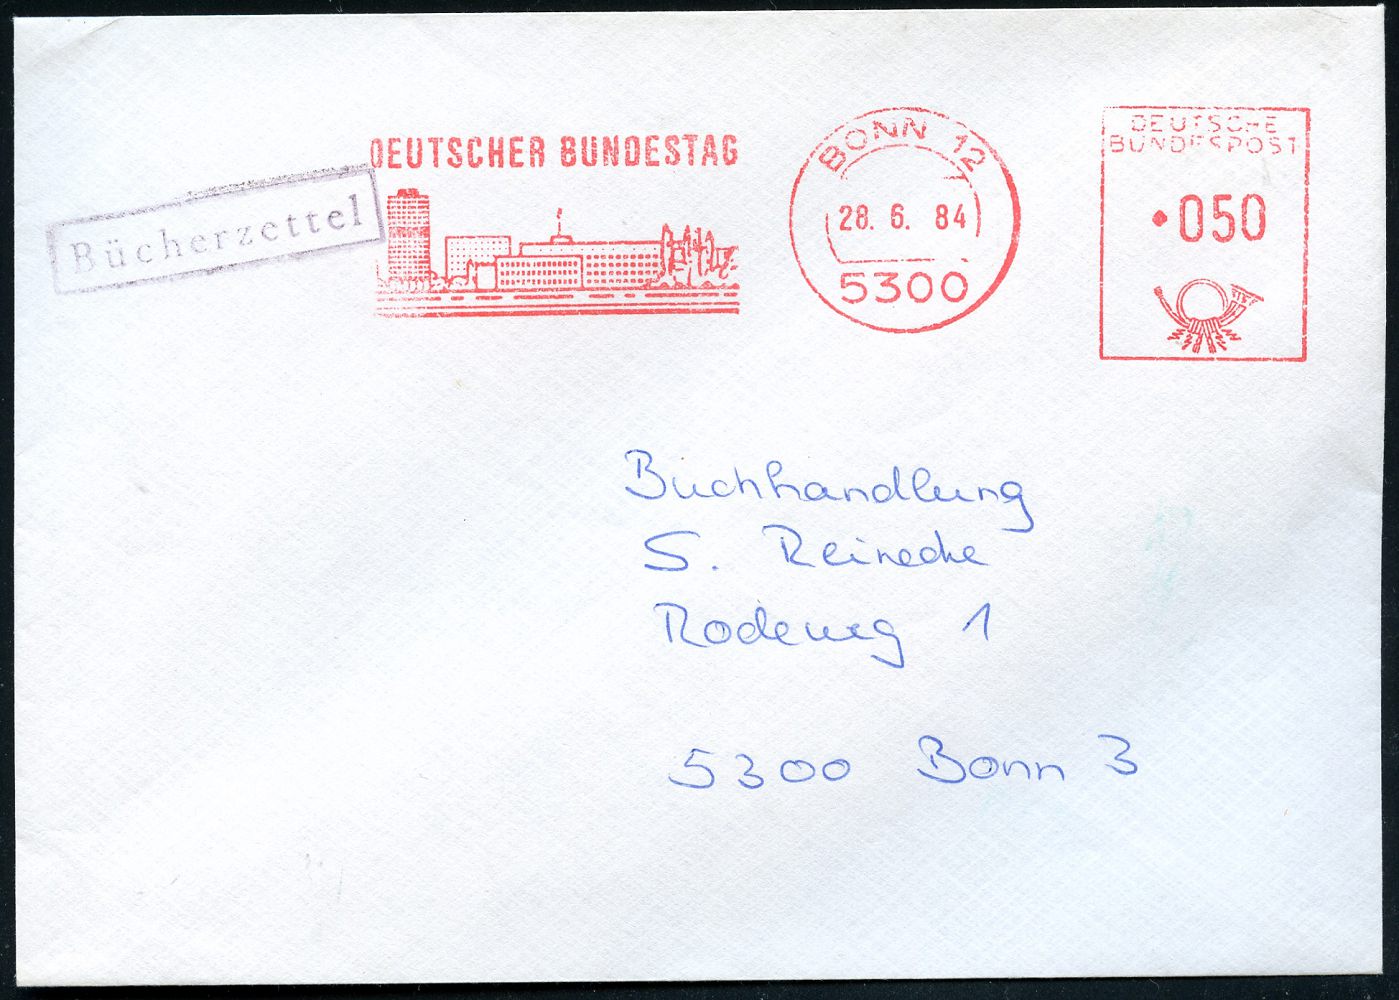 DEUTSCHER BUNDESTAG
Bücherzettel
BONN 12
28. 6. 84
5300
DEUTSCHE
BUNDESPOST
050
Buchhandlung
S. Reinecke
Rodeweg 1
5300 Bonn 3